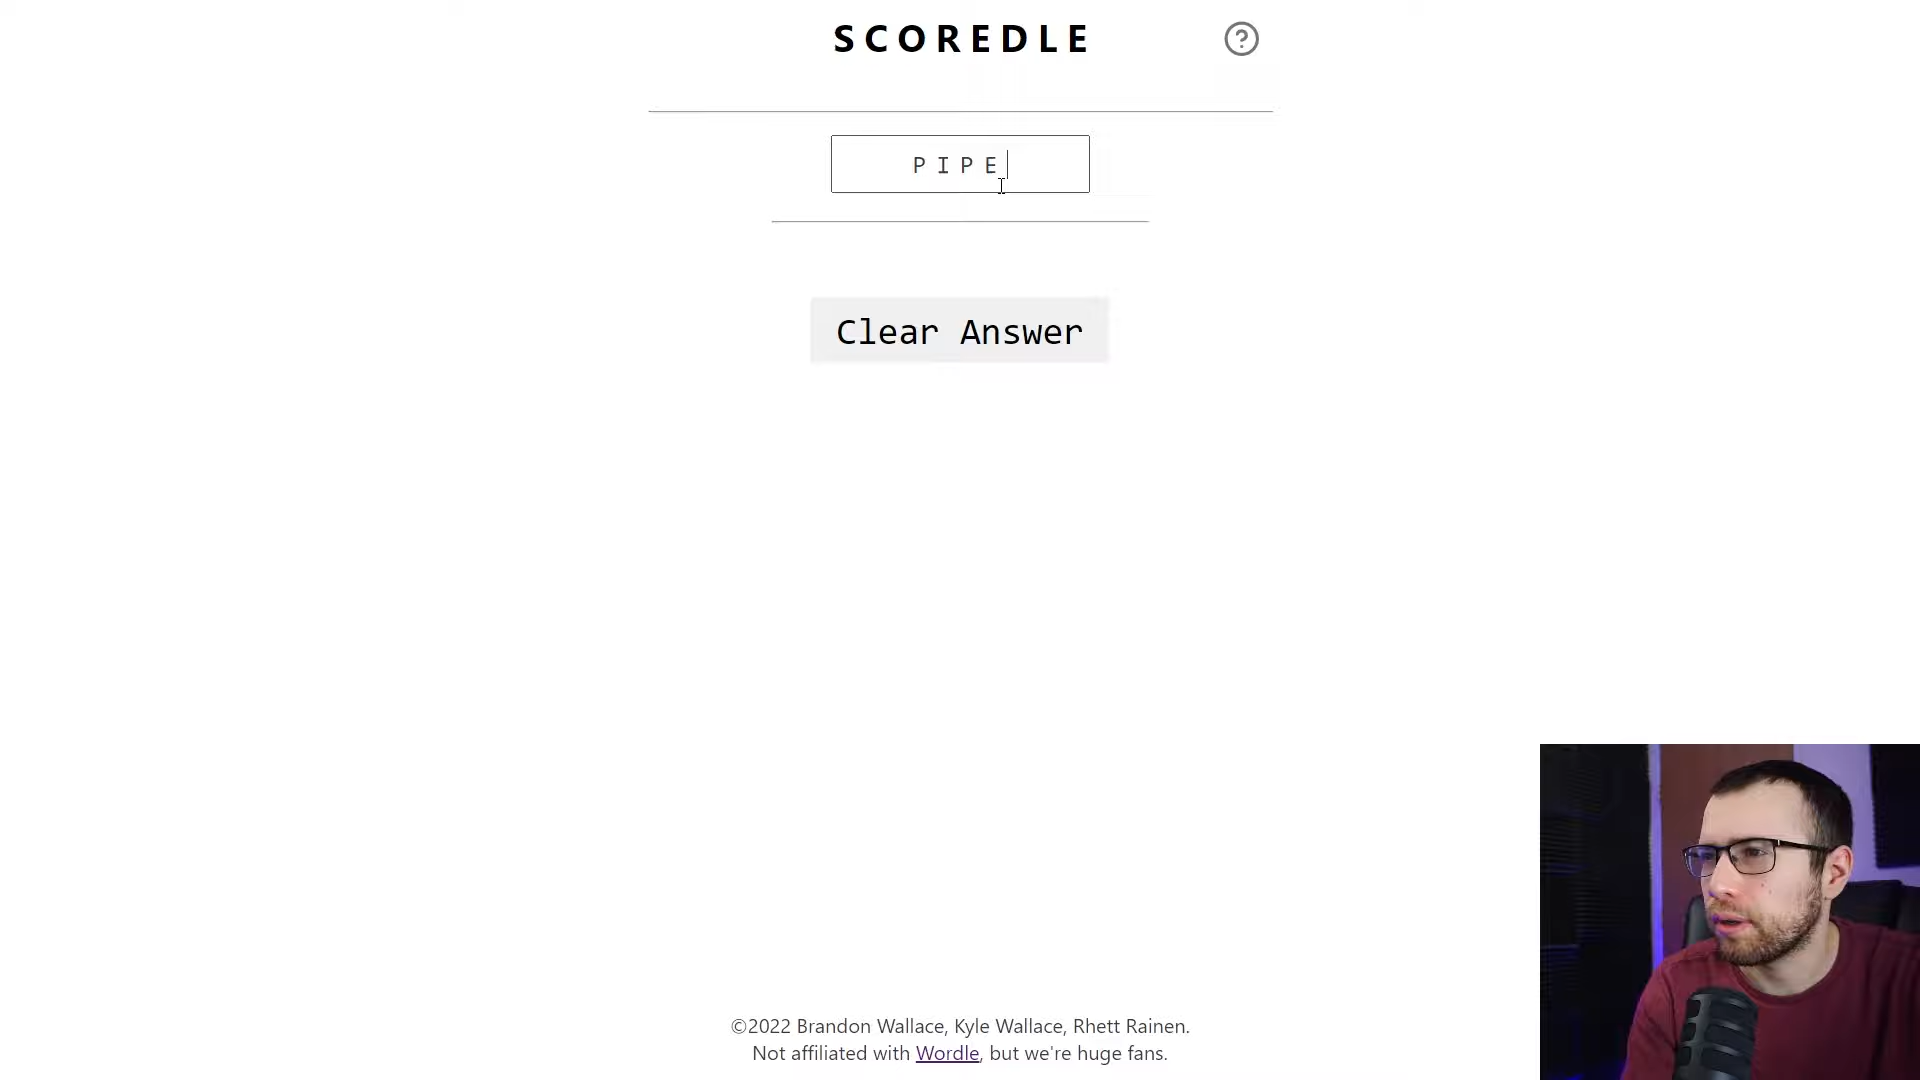 SCOREDLE
PIPE
Clear Answer
©2022 Brandon Wallace, Kyle Wallace, Rhett Rainen.
Not affiliated with Wordle, but we're huge fans.